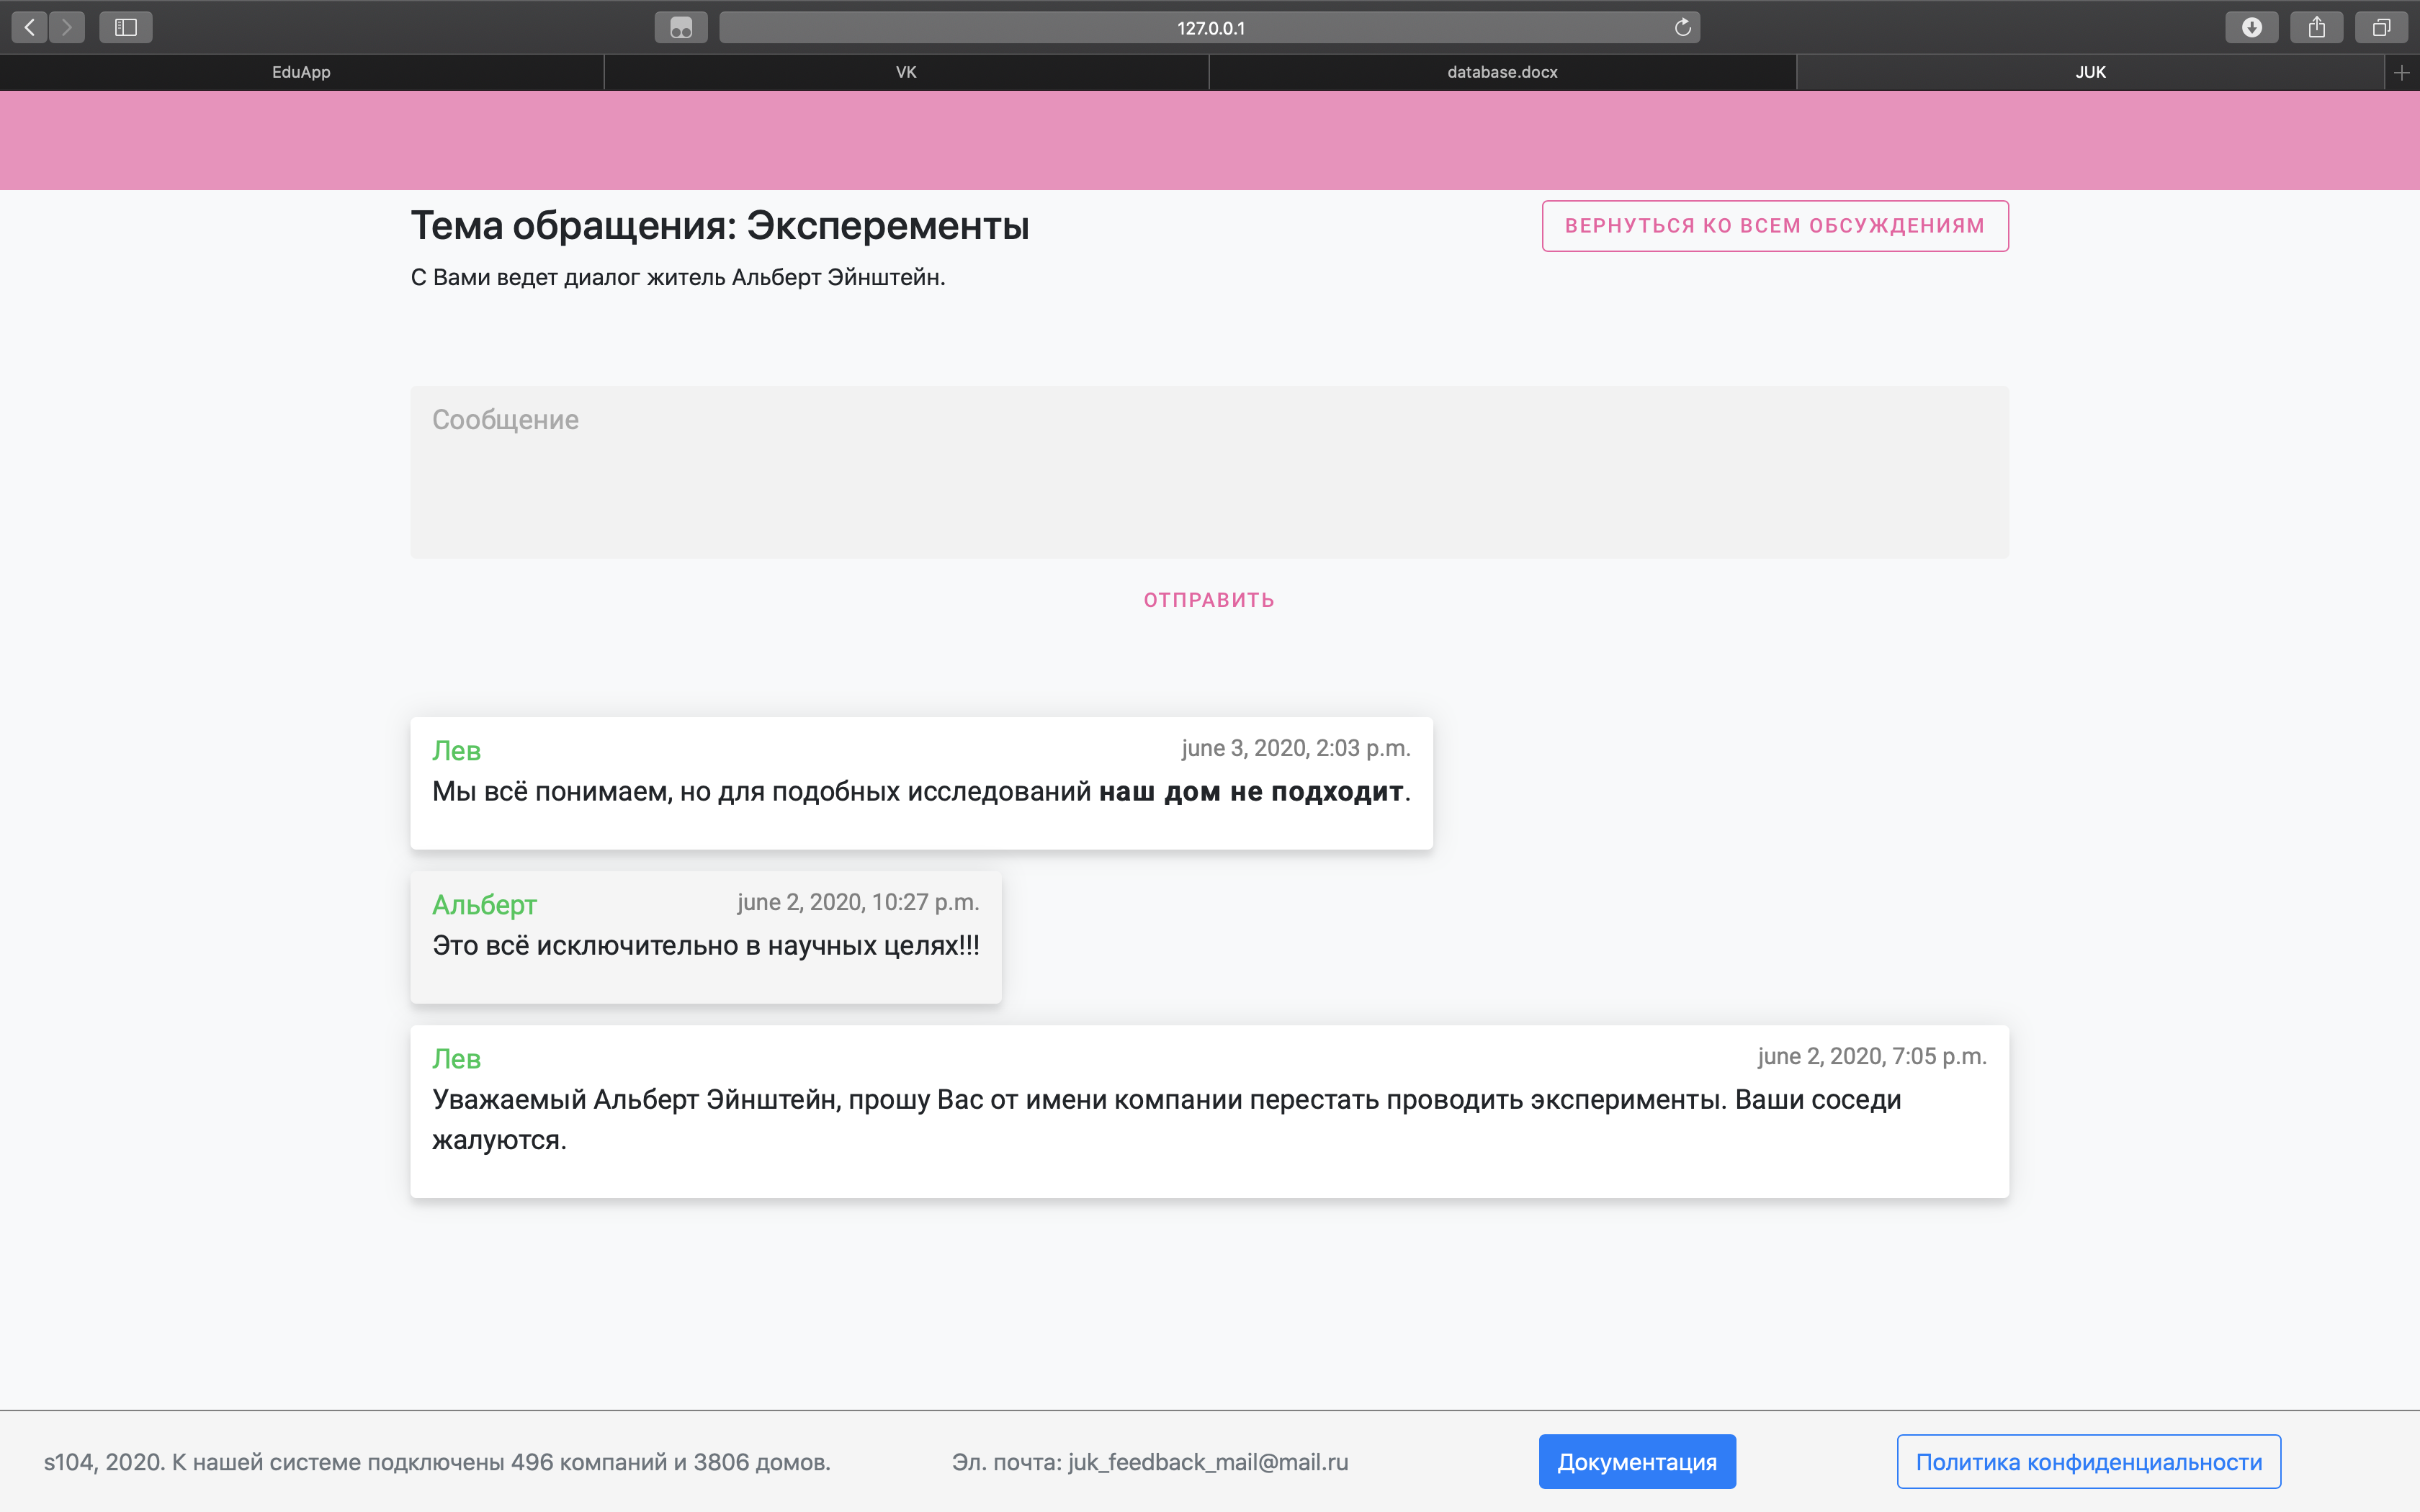 127.0.0.1
EduApp
VK
database.docx
JUK
Тема обращения: Эксперементы
ВЕРНУТЬСЯ КО ВСЕМ ОБСУЖДЕНИЯМ
С Вами ведет диалог житель Альберт Эйнштейн.
Сообщение
ОТПРАВИТЬ
Лев
june 3, 2020, 2:03 p.m.
Мы всё понимаем, но для подобных исследований наш дом не подходит.
Альберт
june 2, 2020, 10:27 p.m.
Это всё исключительно в научных целях!!!
Лев
june 2, 2020, 7:05 p.m.
Уважаемый Альберт Эйнштейн, прошу Вас от имени компании перестать проводить эксперименты. Ваши соседи
жалуются.
s104, 2020. К нашей системе подключены 496 компаний и 3806 домов.
Эл. почта: juk_feedback_mail@mail.ru
Документация
Политика конфиденциальности